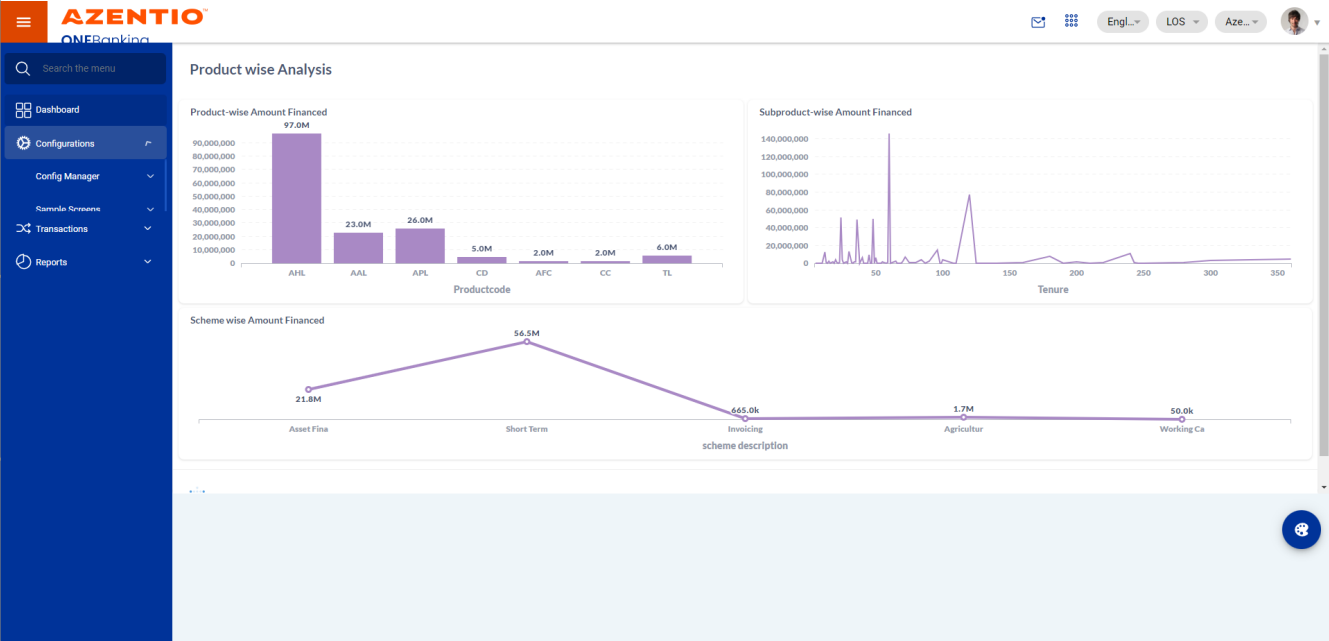 AZENTIO
ONEBanking
Engl...
LOS
Aze...
Search the menu
Dashboard
Configurations
Config Manager
Sample Screens
Transactions
Reports
Product wise Analysis
Product-wise Amount Financed
97.0M
90,000,000
80,000,000
70,000,000
60,000,000
50,000,000
40,000,000
30,000,000
20,000,000
10,000,000
0
23.0M
26.0M
5.0M
2.0M
2.0M
6.0M
AHL
AAL
APL
CD
AFC
CC
TL
Productcode
Subproduct-wise Amount Financed
140,000,000
120,000,000
100,000,000
80,000,000
60,000,000
40,000,000
20,000,000
0
50
100
150
200
250
300
350
Tenure
Scheme wise Amount Financed
21.8M
56.5M
665.0k
1.7M
50.0k
Asset Fina
Short Term
Invoicing
Agricultur
Working Ca
scheme description